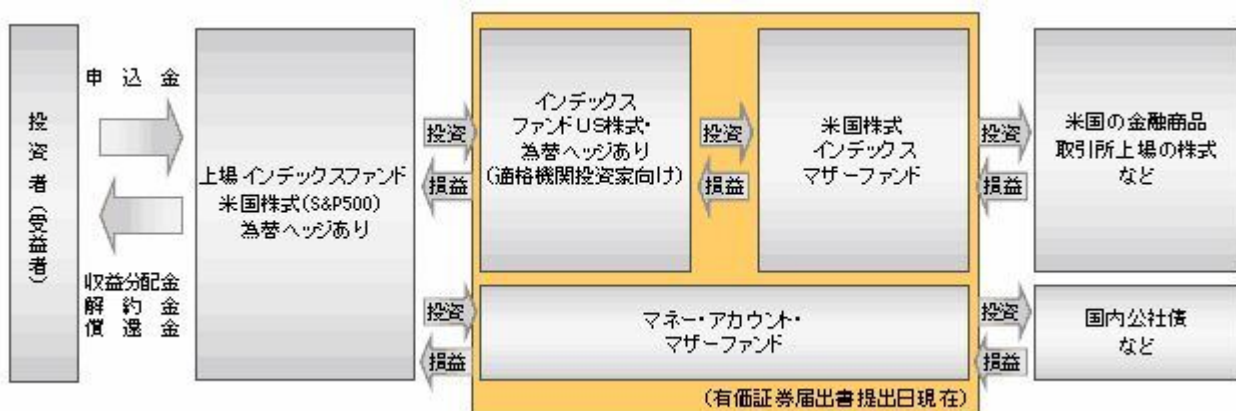 投資者(受益者)
申込金
収益分配金
解約金
償還金
上場インデックスファンド
米国株式(S&P500)
為替ヘッジあり
投資
損益
インデックス
ファンドUS株式・
為替ヘッジあり
(適格機関投資家向け)
投資
損益
米国株式
インデックス
マザーファンド
投資
損益
米国の金融商品
取引所上場の株式
など
投資
損益
マネー・アカウント・
マザーファンド
投資
損益
国内公社債
など
(有価証券届出書提出日現在)